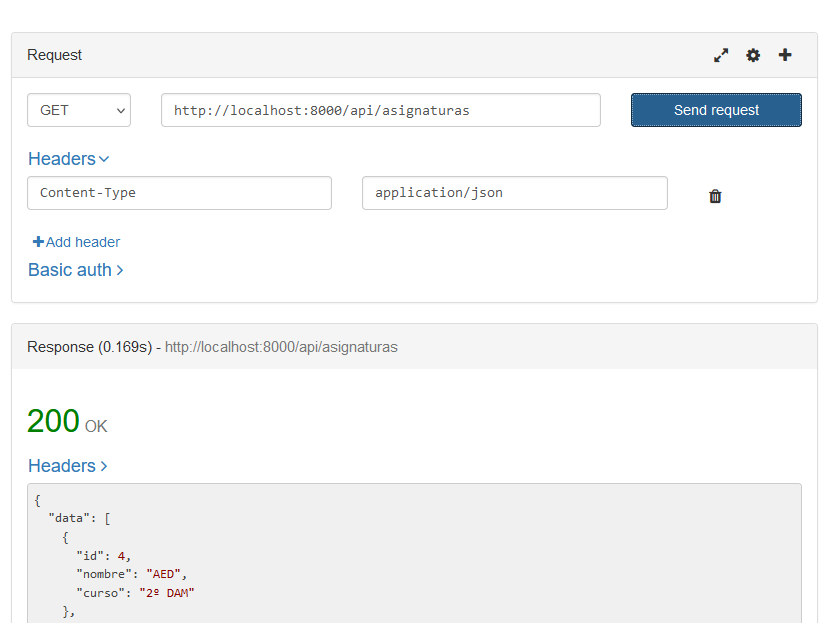 Request
GET
http://localhost:8000/api/asignaturas
Send request
Headers
Content-Type
application/json
Add header
Basic auth
Response (0.169s) - http://localhost:8000/api/asignaturas
200 OK
Headers
{
"data": [
{
"id": 4,
"nombre": "AED",
"curso": "2º DAM"
},